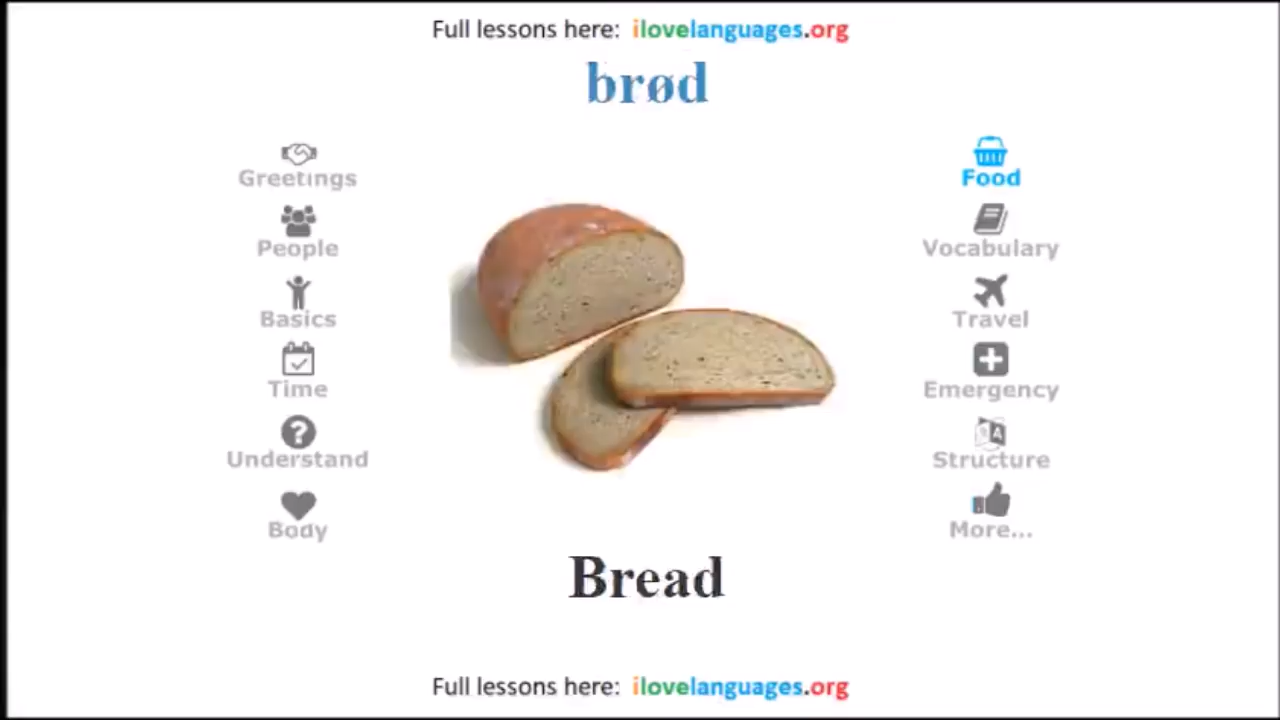 Full lessons here: ilovelanguages.org
brød
Greetings
People
Basics
Time
Understand
Body
Food
Vocabulary
Travel
Emergency
Structure
More...
Bread
Full lessons here: ilovelanguages.org